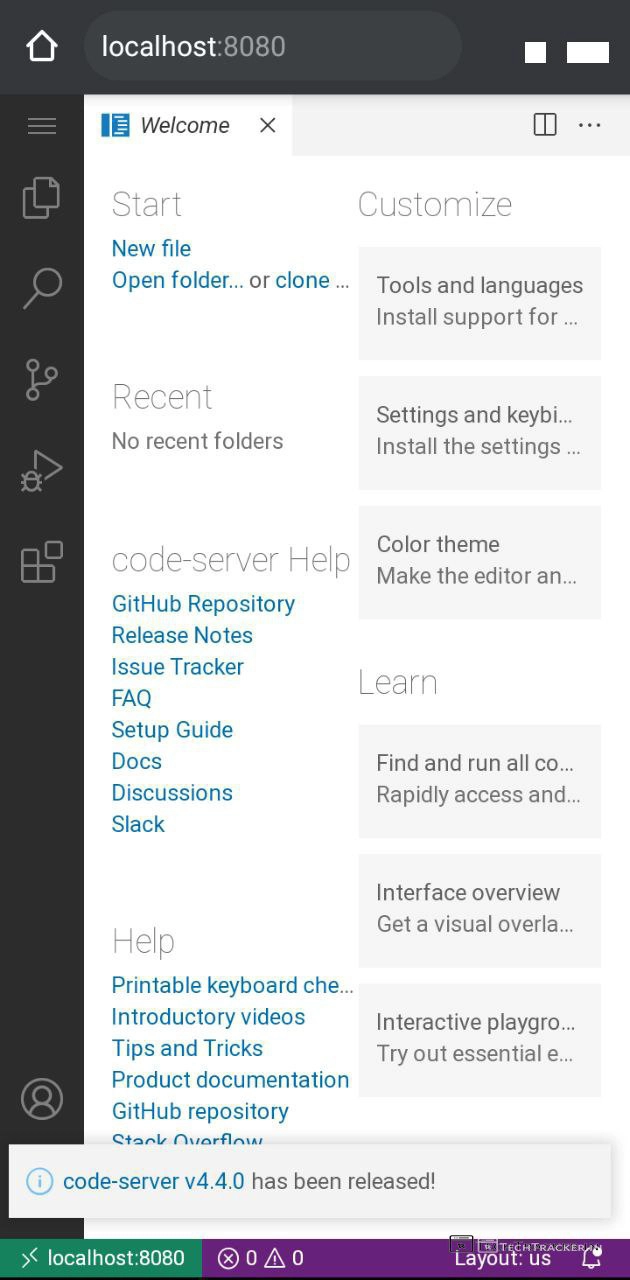 localhost:8080
Welcome
Start
New file
Open folder... or clone ...
Recent
No recent folders
code-server Help
GitHub Repository
Release Notes
Issue Tracker
FAQ
Setup Guide
Docs
Discussions
Slack
Help
Printable keyboard che...
Introductory videos
Tips and Tricks
Product documentation
GitHub repository
Stack Overflow
Customize
Tools and languages
Install support for ...
Settings and keybi...
Install the settings ...
Color theme
Make the editor an...
Learn
Find and run all co...
Rapidly access and...
Interface overview
Get a visual overla...
Interactive playgro...
Try out essential e...
code-server v4.4.0 has been released!
localhost:8080 0 0 Layout: us